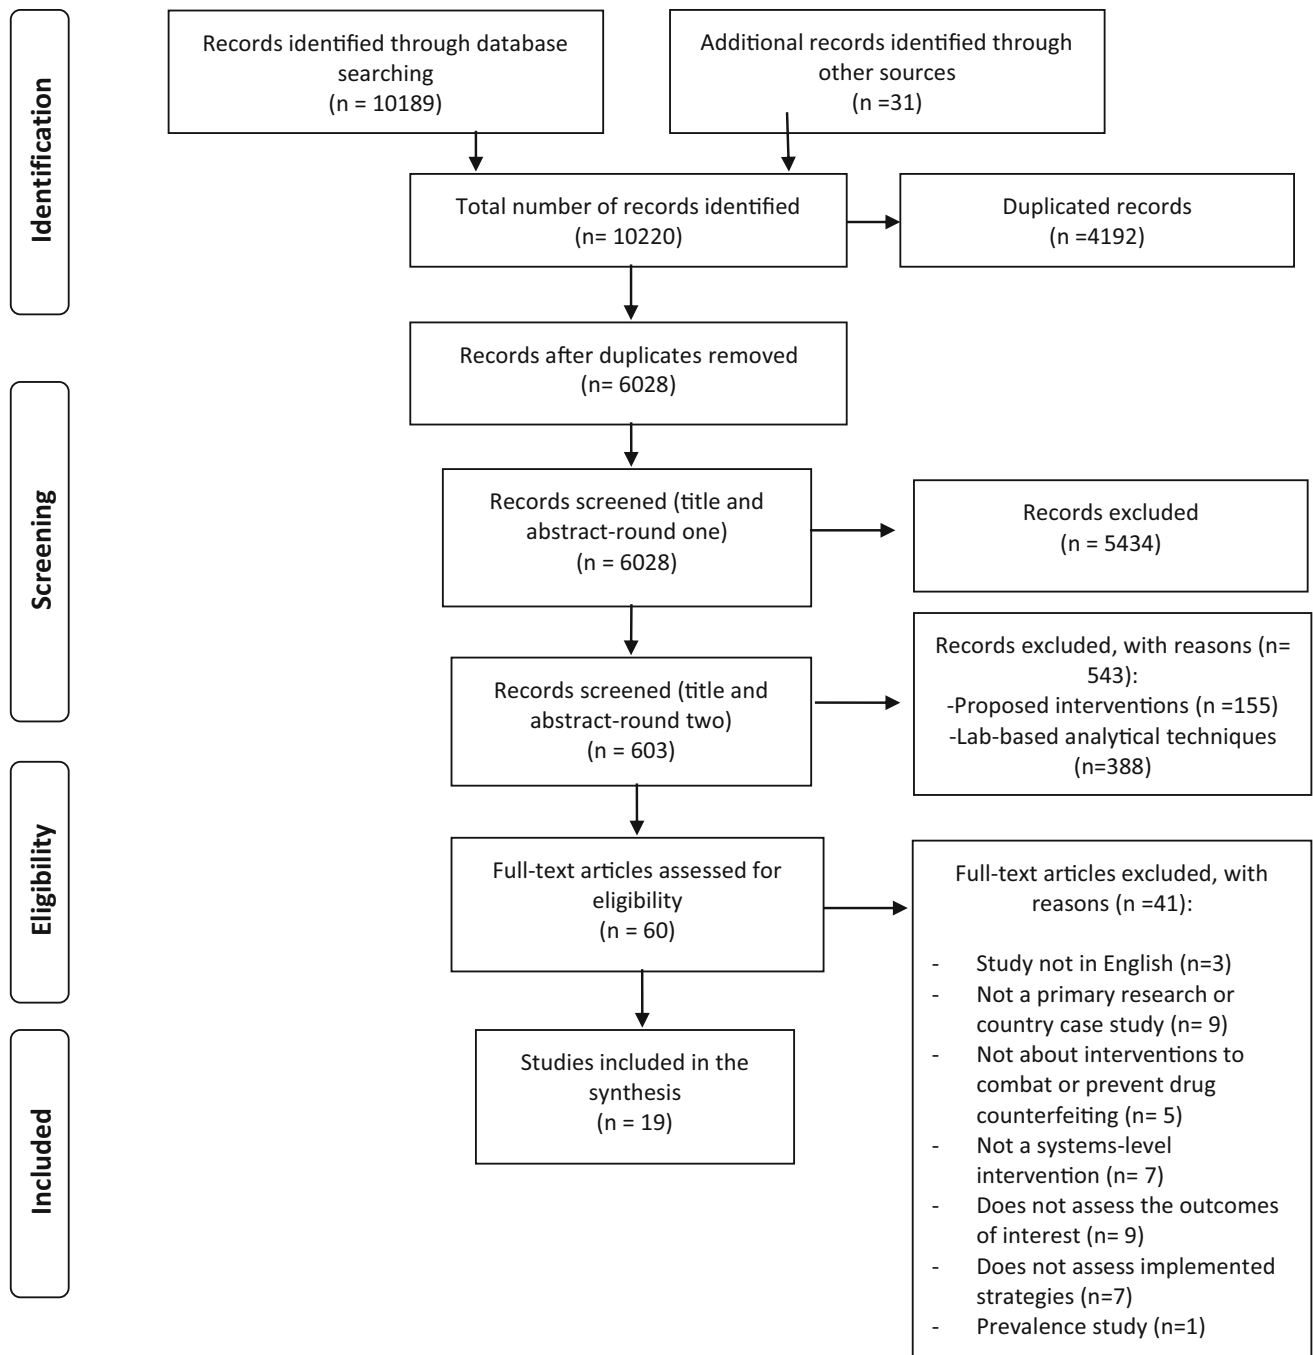 Identification
Records identified through database
searching
(n = 10189)
Additional records identified through
other sources
(n =31)
Total number of records identified
(n= 10220)
Duplicated records
(n =4192)
Records after duplicates removed
(n= 6028)
Screening
Records screened (title and
abstract-round one)
(n = 6028)
Records excluded
(n = 5434)
Records screened (title and
abstract-round two)
(n = 603)
Records excluded, with reasons (n=
543):
-Proposed interventions (n =155)
-Lab-based analytical techniques
(n=388)
Eligibility
Full-text articles assessed for
eligibility
(n = 60)
Full-text articles excluded, with
reasons (n =41):
- Study not in English (n=3)
- Not a primary research or
country case study (n= 9)
- Not about interventions to
combat or prevent drug
counterfeiting (n= 5)
- Not a systems-level
intervention (n= 7)
- Does not assess the outcomes
of interest (n= 9)
- Does not assess implemented
strategies (n=7)
- Prevalence study (n=1)
Included
Studies included in the
synthesis
(n = 19)